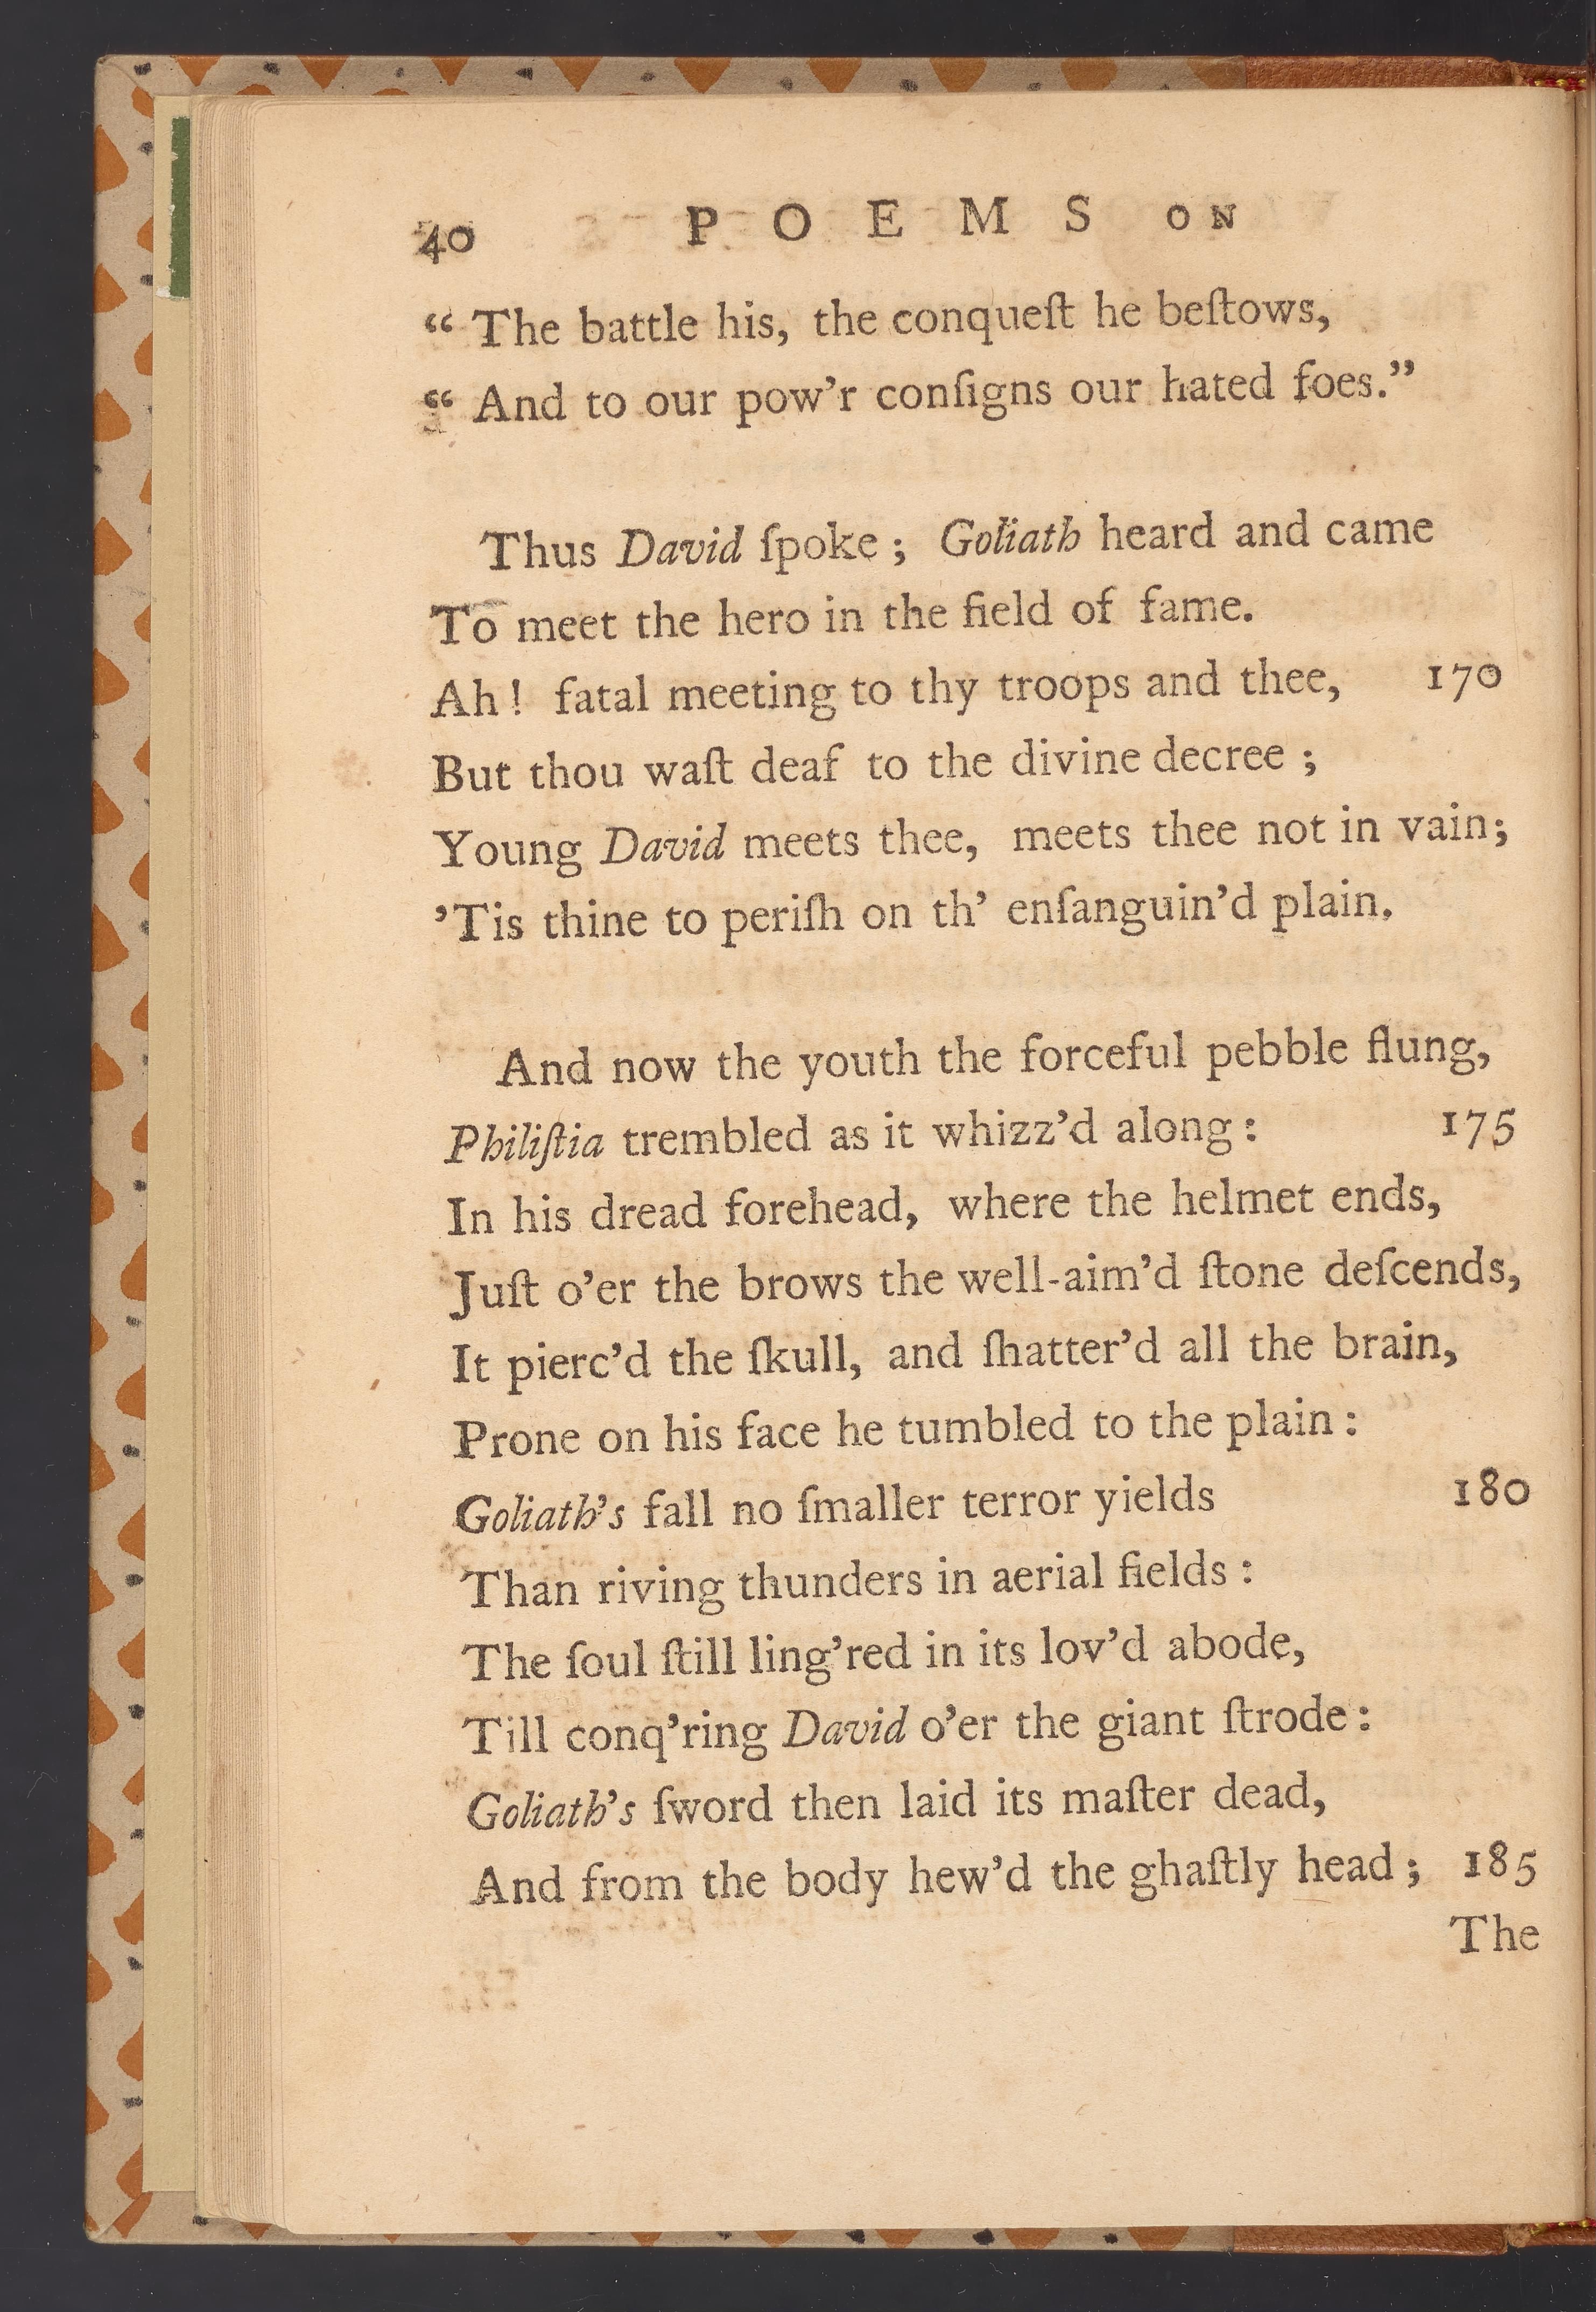 40 POEMS ON
“ The battle his, the conqueſt he beſtows,
“ And to our pow’r conſigns our hated foes.”
Thus David ſpoke ; Goliath heard and came
To meet the hero in the field of fame.
Ah ! fatal meeting to thy troops and thee, 170
But thou waſt deaf to the divine decree ;
Young David meets thee, meets thee not in vain;
’Tis thine to periſh on th’ enſanguin’d plain.
And now the youth the forceful pebble flung,
Philiſtia trembled as it whizz’d along : 175
In his dread forehead, where the helmet ends,
Juſt o’er the brows the well-aim’d ſtone deſcends,
It pierc’d the ſkull, and ſhatter’d all the brain,
Prone on his face he tumbled to the plain :
Goliath’s fall no ſmaller terror yields 180
Than riving thunders in aerial fields :
The ſoul ſtill ling’red in its lov’d abode,
Till conq’ring David o’er the giant ſtrode :
Goliath’s ſword then laid its maſter dead,
And from the body hew’d the ghaſtly head ; 185
The